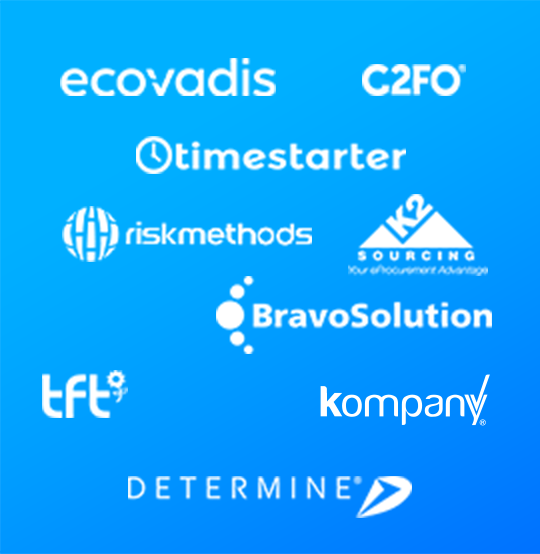 ecovadis
C2FO®
timestarter
riskmethods
K2
SOURCING
Your eProcurement Advantage
BravoSolution
tft
kompany®
DETERMINE®